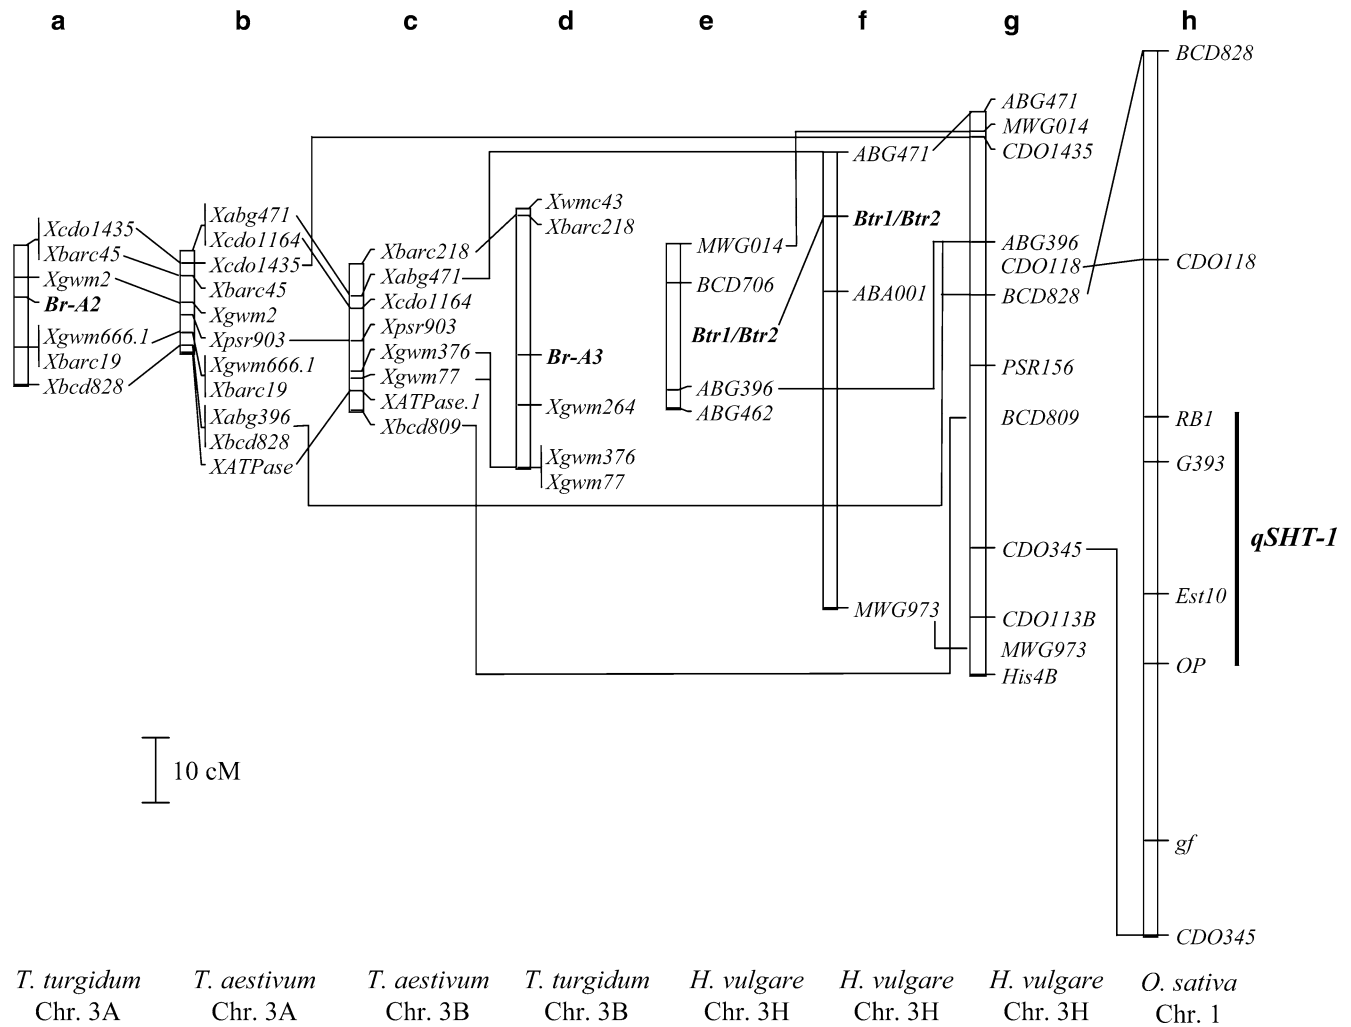 a b c d e f g h
Xcdo1435
Xbarc45
Xgwm2
Br-A2
Xgwm666.1
Xbarc19
Xbcd828
Xabg471
Xcdo1164
Xcdo1435
Xbarc45
Xgwm2
Xpsr903
Xgwm666.1
Xbarc19
Xabg396
Xbcd828
XATPase
Xbarc218
Xabg471
Xcdo1164
Xpsr903
Xgwm376
Xgwm77
XATPase.1
Xbcd809
Xwmc43
Xbarc218
Br-A3
Xgwm264
Xgwm376
Xgwm77
MWG014
BCD706
Btr1/Btr2
ABG396
ABG462
ABG471
Btr1/Btr2
ABA001
MWG973
ABG471
MWG014
CDO1435
ABG396
CDO118
BCD828
PSR156
BCD809
CDO345
CDO113B
MWG973
His4B
BCD828
CDO118
RB1
G393
Est10
OP
gf
CDO345
qSHT-1
10 cM
T. turgidum
Chr. 3A
T. aestivum
Chr. 3A
T. aestivum
Chr. 3B
T. turgidum
Chr. 3B
H. vulgare
Chr. 3H
H. vulgare
Chr. 3H
H. vulgare
Chr. 3H
O. sativa
Chr. 1